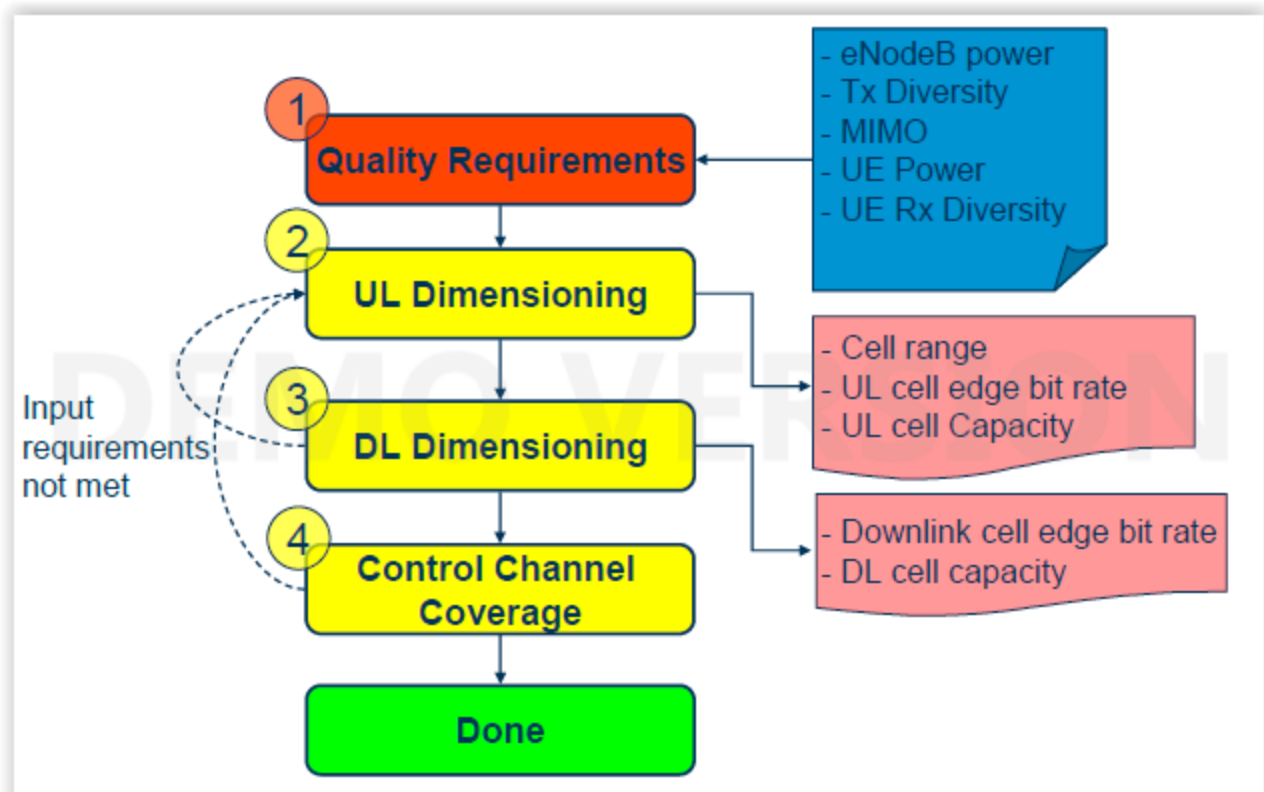 1
Quality Requirements
- eNodeB power
- Tx Diversity
- MIMO
- UE Power
- UE Rx Diversity
2
UL Dimensioning
- Cell range
- UL cell edge bit rate
- UL cell Capacity
DEMO VERSION
Input
requirements
not met
3
DL Dimensioning
- Downlink cell edge bit rate
- DL cell capacity
4
Control Channel
Coverage
Done